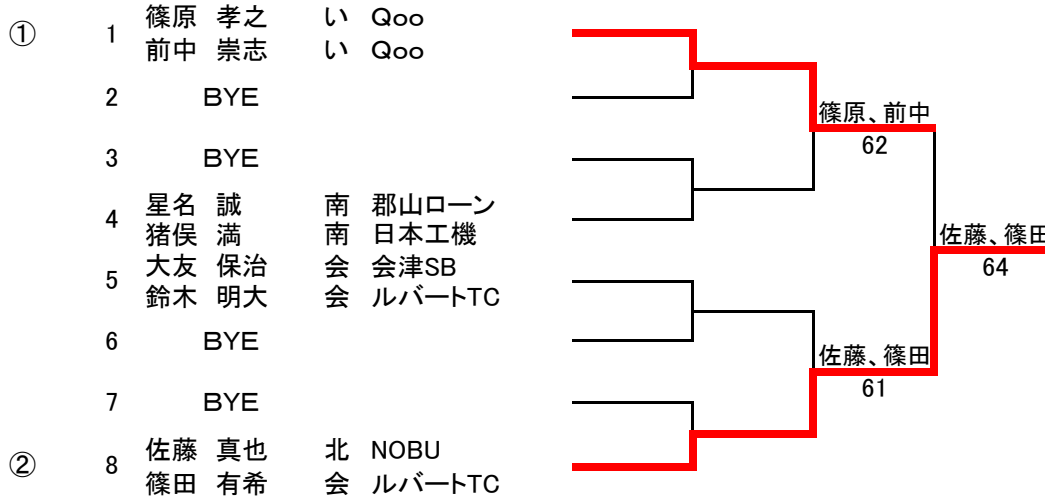 ① 1 篠原 孝之 い Qoo
前中 崇志 い Qoo
2 BYE
篠原、前中
62
3 BYE
4 星名 誠 南 郡山ローン
猪俣 満 南 日本工機
佐藤、篠田
64
5 大友 保治 会 会津SB
鈴木 明大 会 ルバートTC
6 BYE
佐藤、篠田
61
7 BYE
② 8 佐藤 真也 北 NOBU
篠田 有希 会 ルバートTC